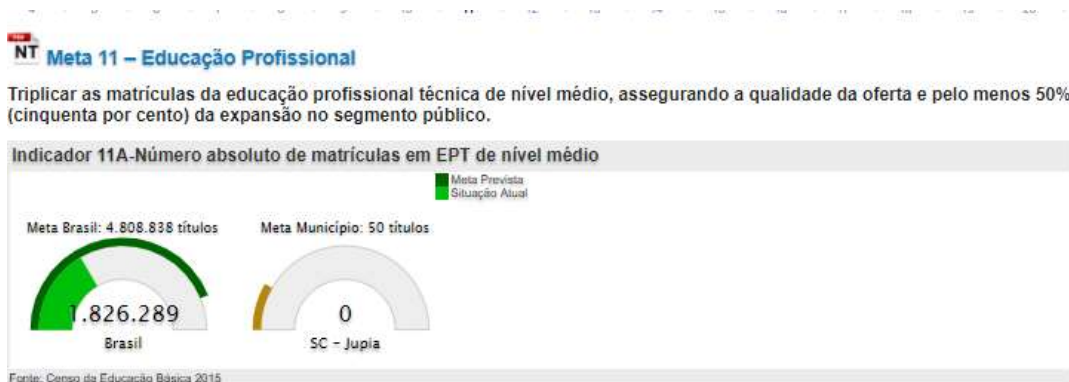 NT Meta 11 – Educação Profissional
Triplicar as matrículas da educação profissional técnica de nível médio, assegurando a qualidade da oferta e pelo menos 50%
(cinquenta por cento) da expansão no segmento público.
Indicador 11A-Número absoluto de matrículas em EPT de nível médio
Meta Prevista
Situação Atual
Meta Brasil: 4.808.838 títulos
Meta Município: 50 títulos
1.826.289
0
Brasil
SC - Jupia
Fonte: Censo da Educação Básica 2015